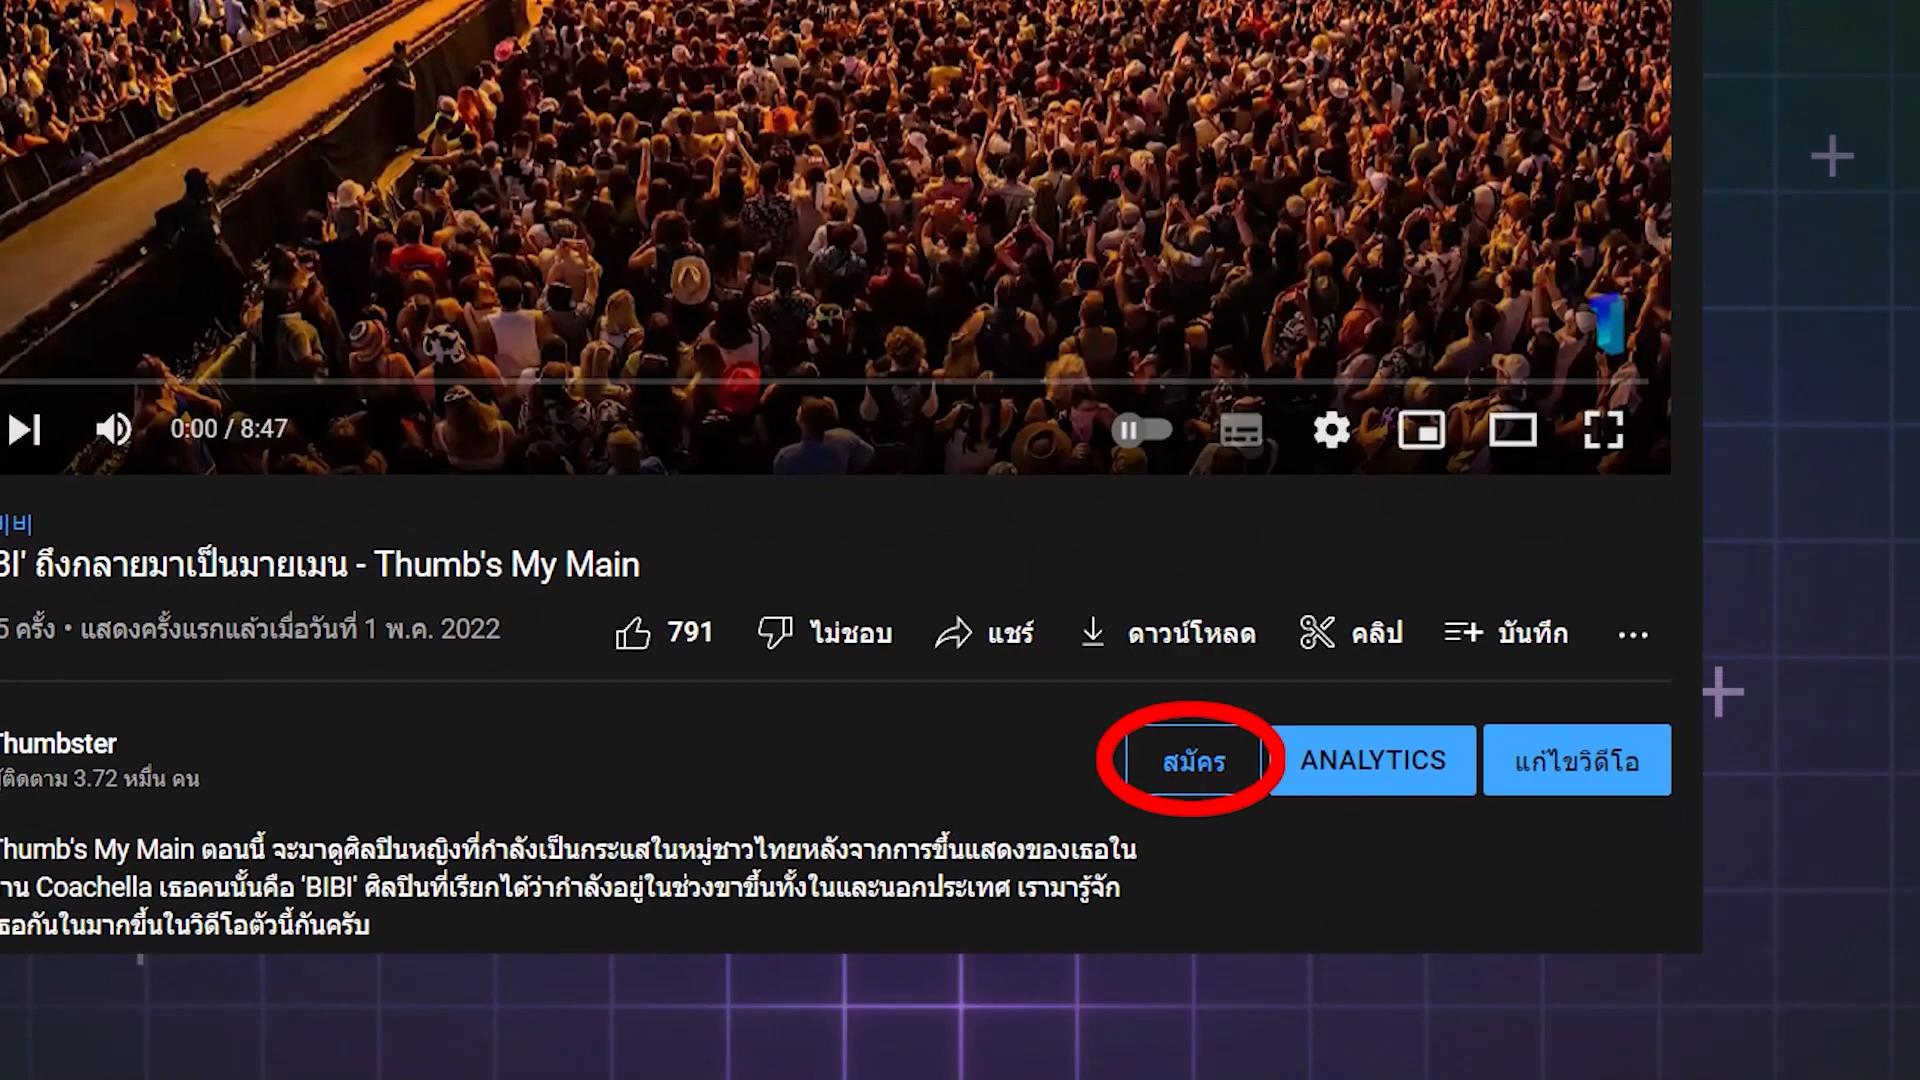 0:00 / 8:47
비비
BI' ถึงกลายมาเป็นมายเมน - Thumb's My Main
5 ครั้ง • แสดงครั้งแรกแล้วเมื่อวันที่ 1 พ.ค. 2022
791 ไม่ชอบ แชร์ ดาวน์โหลด คลิป บันทึก
Thumbster
ผู้ติดตาม 3.72 หมื่น คน
สมัคร ANALYTICS แก้ไขวิดีโอ
Thumb's My Main ตอนนี้ จะมาดูศิลปินหญิงที่กำลังเป็นกระแสในหมู่ชาวไทยหลังจากการขึ้นแสดงของเธอใน
งาน Coachella เธอคนนั้นคือ ‘BIBI' ศิลปินที่เรียกได้ว่ากำลังอยู่ในช่วงขาขึ้นทั้งในและนอกประเทศ เรามารู้จัก
เธอกันในมากขึ้นในวิดีโอตัวนี้กันครับ